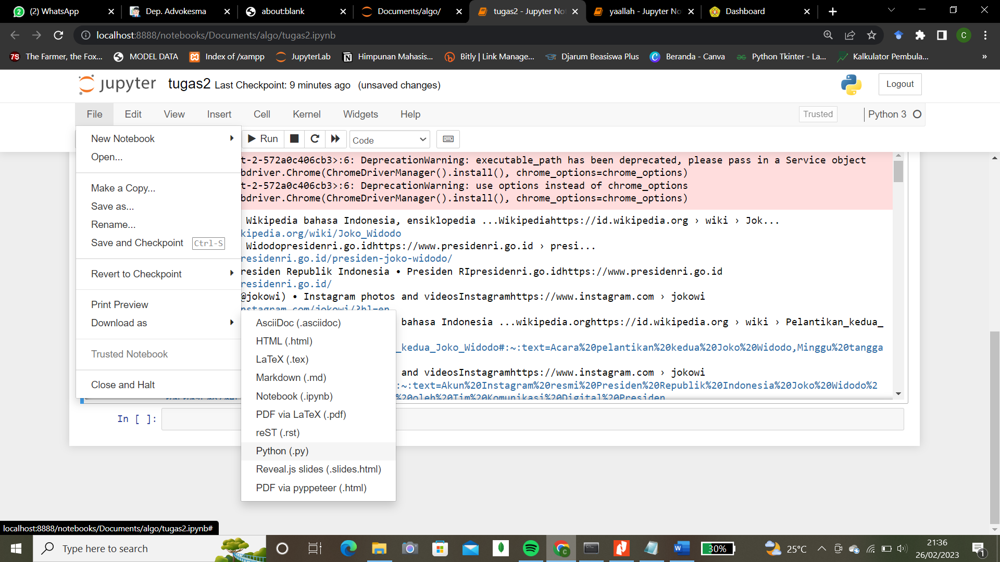 (2) WhatsApp
Dep. Advokesma
about:blank
Documents/algo/
tugas2 - Jupyter Not
yaallah - Jupyter No
Dashboard
localhost:8888/notebooks/Documents/algo/tugas2.ipynb
C
The Farmer, the Fox...
MODEL DATA
Index of /xampp
JupyterLab
Himpunan Mahasis...
Bitly | Link Manage...
Djarum Beasiswa Plus
Beranda - Canva
Python Tkinter - La...
Kalkulator Pembula...
»
jupyter tugas2 Last Checkpoint: 9 minutes ago (unsaved changes)
Logout
File Edit View Insert Cell Kernel Widgets Help
Trusted
Python 3
Run
Code
New Notebook
Open...
Make a Copy...
Save as...
Rename...
Save and Checkpoint Ctrl-S
Revert to Checkpoint
Print Preview
Download as
Trusted Notebook
Close and Halt
t-2-572a0c406cb3>:6: DeprecationWarning: executable_path has been deprecated, please pass in a Service object
bdriver.Chrome(ChromeDriverManager().install(), chrome_options=chrome_options)
t-2-572a0c406cb3>:6: DeprecationWarning: use options instead of chrome_options
bdriver.Chrome(ChromeDriverManager().install(), chrome_options=chrome_options)
Wikipedia bahasa Indonesia, ensiklopedia ...Wikipediahttps://id.wikipedia.org › wiki › Jok...
kipedia.org/wiki/Joko_Widodo
Widodopresidenri.go.idhttps://www.presidenri.go.id › presi...
residenri.go.id/presiden-joko-widodo/
residen Republik Indonesia • Presiden RIpresidenri.go.idhttps://www.presidenri.go.id
residenri.go.id/
@jokowi) • Instagram photos and videosInstagramhttps://www.instagram.com › jokowi
nstagram.com/jokowi/?hl=en
bahasa Indonesia ...wikipedia.orghttps://id.wikipedia.org › wiki › Pelantikan_kedua_
_kedua_Joko_Widodo#:~:text=Acara%20pelantikan%20kedua%20Joko%20Widodo,Minggu%20tangga
and videosInstagramhttps://www.instagram.com › jokowi
:~:text=Akun%20Instagram%20resmi%20Presiden%20Republik%20Indonesia%20Joko%20Widodo%2
%20oleh%20Tim%20Komunikasi%20Digital%20Presiden
AsciiDoc (.asciidoc)
HTML (.html)
LaTeX (.tex)
Markdown (.md)
Notebook (.ipynb)
PDF via LaTeX (.pdf)
reST (.rst)
Python (.py)
Reveal.js slides (.slides.html)
PDF via pyppeteer (.html)
In [ ]:
localhost:8888/notebooks/Documents/algo/tugas2.ipynb#
Type here to search
30%
25°C
21:36
26/02/2023
1